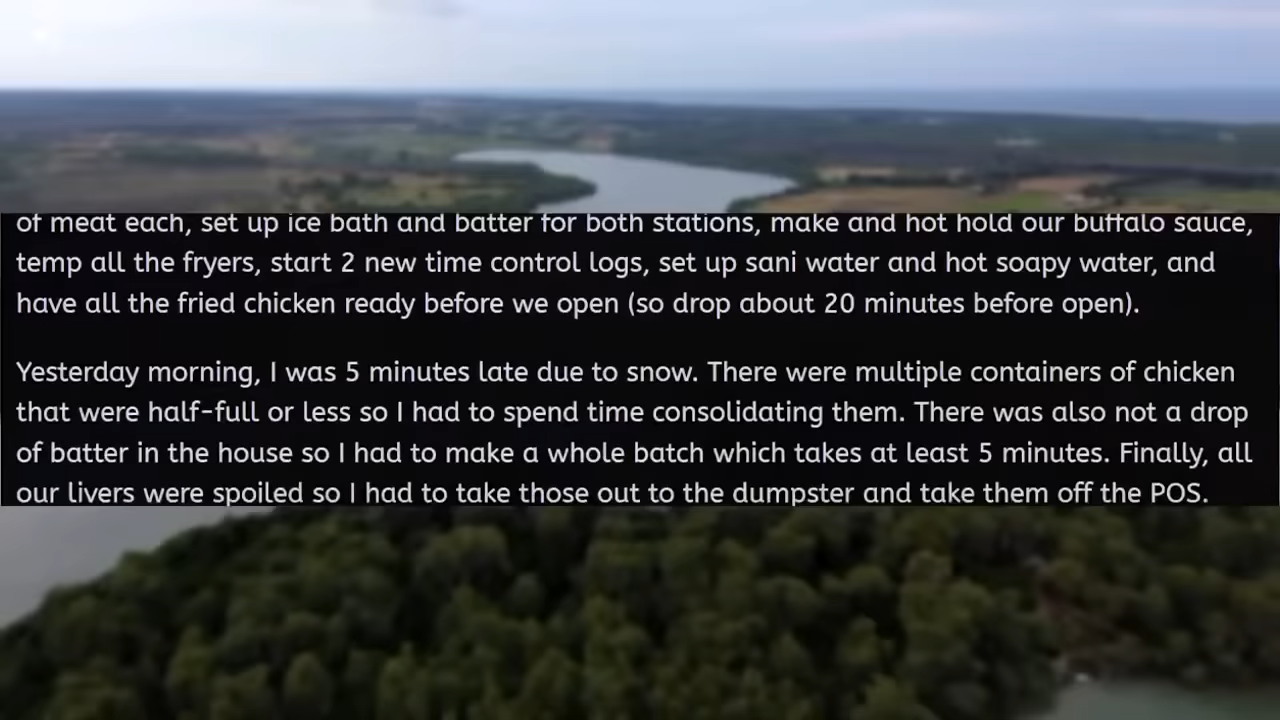 of meat each, set up ice bath and batter for both stations, make and hot hold our buffalo sauce,
temp all the fryers, start 2 new time control logs, set up sani water and hot soapy water, and
have all the fried chicken ready before we open (so drop about 20 minutes before open).
Yesterday morning, I was 5 minutes late due to snow. There were multiple containers of chicken
that were half-full or less so I had to spend time consolidating them. There was also not a drop
of batter in the house so I had to make a whole batch which takes at least 5 minutes. Finally, all
our livers were spoiled so I had to take those out to the dumpster and take them off the POS.